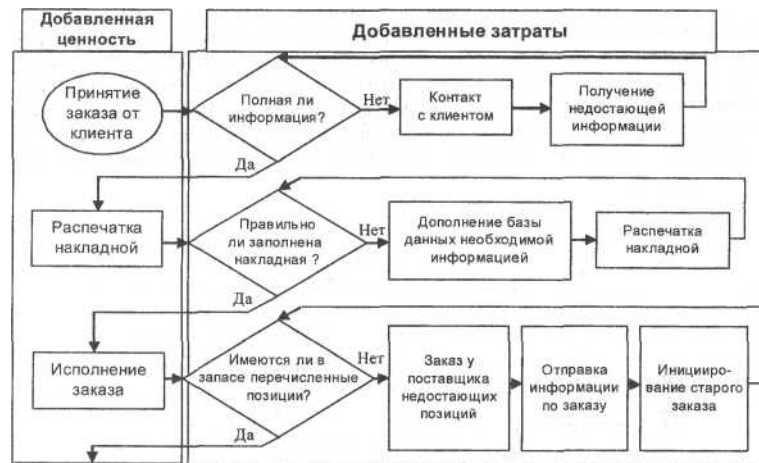 Добавленная
ценность
Добавленные затраты
Принятие
заказа от
клиента
Полная ли
информация?
Нет
Контакт
с клиентом
Получение
недостающей
информации
Да
Распечатка
накладной
Правильно
ли заполнена
накладная ?
Нет
Дополнение базы
данных необходимой
информацией
Распечатка
накладной
Да
Исполнение
заказа
Имеются ли в
запасе перечисленные
позиции?
Нет
Заказ у
поставщика
недостающих
позиций
Отправка
информации
по заказу
Иницииро-
вание старого
заказа
Да